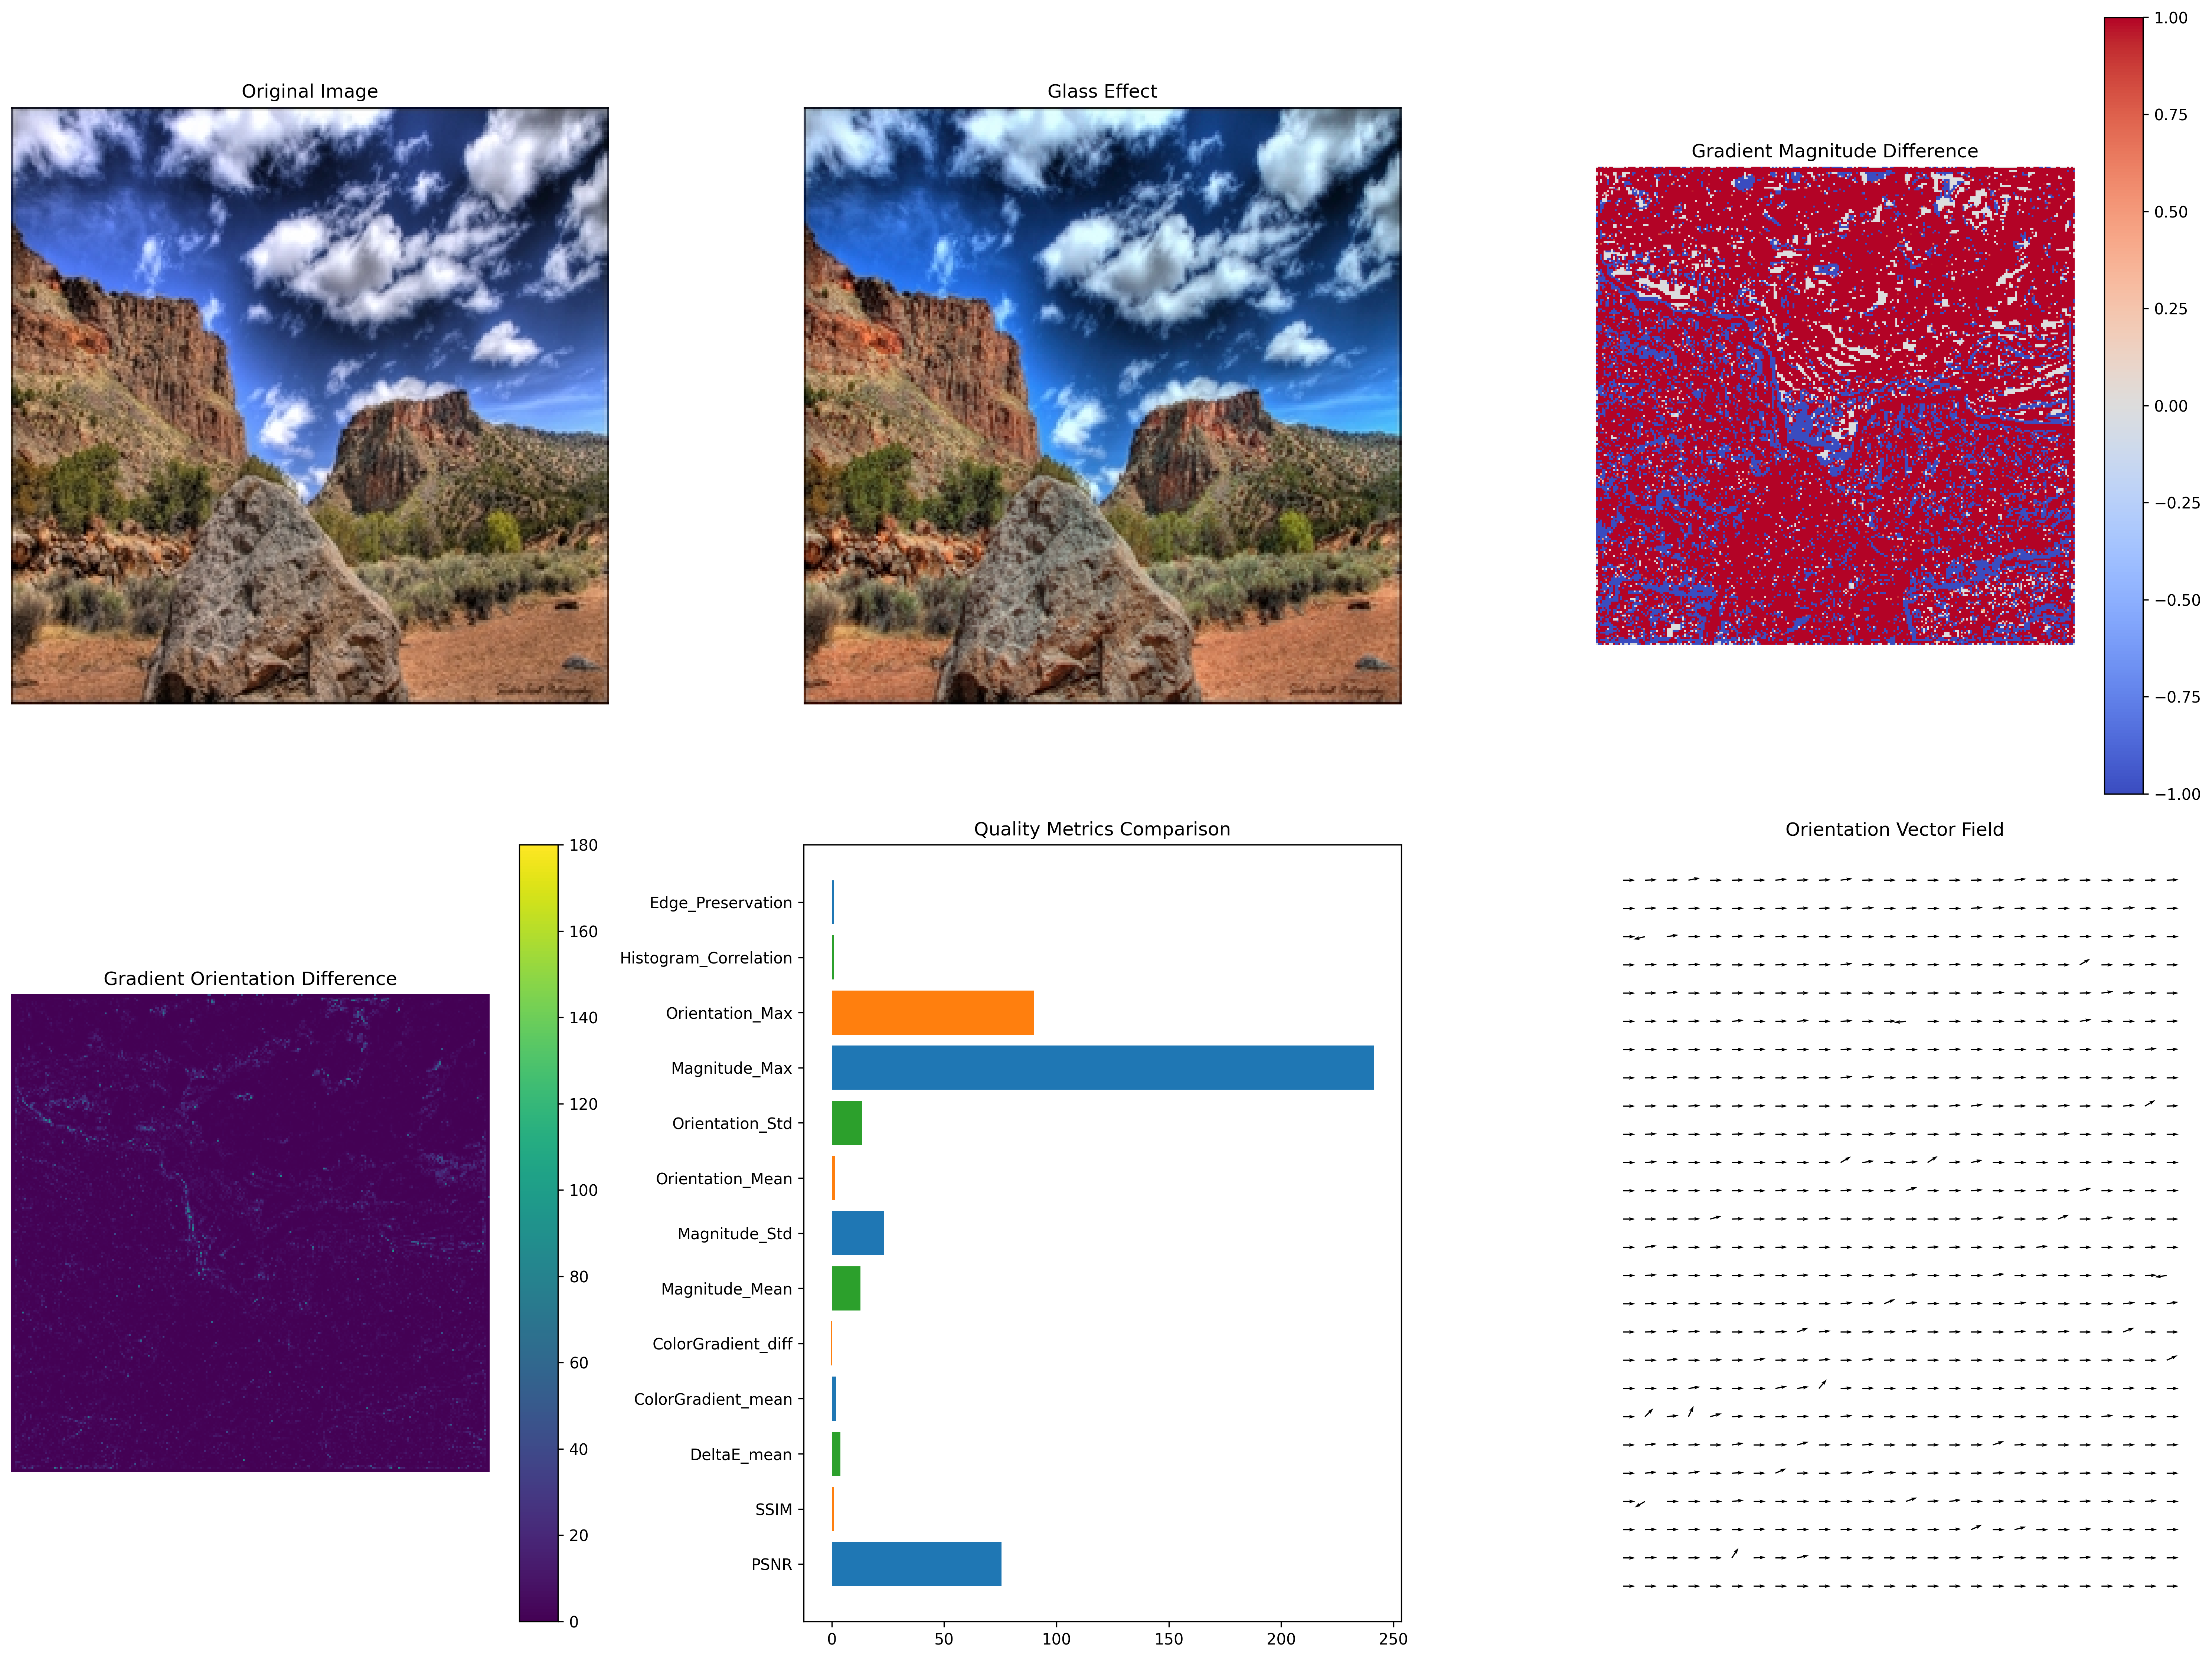 Original Image
Glass Effect
Gradient Magnitude Difference
1.00
0.75
0.50
0.25
0.00
−0.25
−0.50
−0.75
−1.00
Gradient Orientation Difference
180
160
140
120
100
80
60
40
20
0
Quality Metrics Comparison
Edge_Preservation
Histogram_Correlation
Orientation_Max
Magnitude_Max
Orientation_Std
Orientation_Mean
Magnitude_Std
Magnitude_Mean
ColorGradient_diff
ColorGradient_mean
DeltaE_mean
SSIM
PSNR
0 50 100 150 200 250
Orientation Vector Field